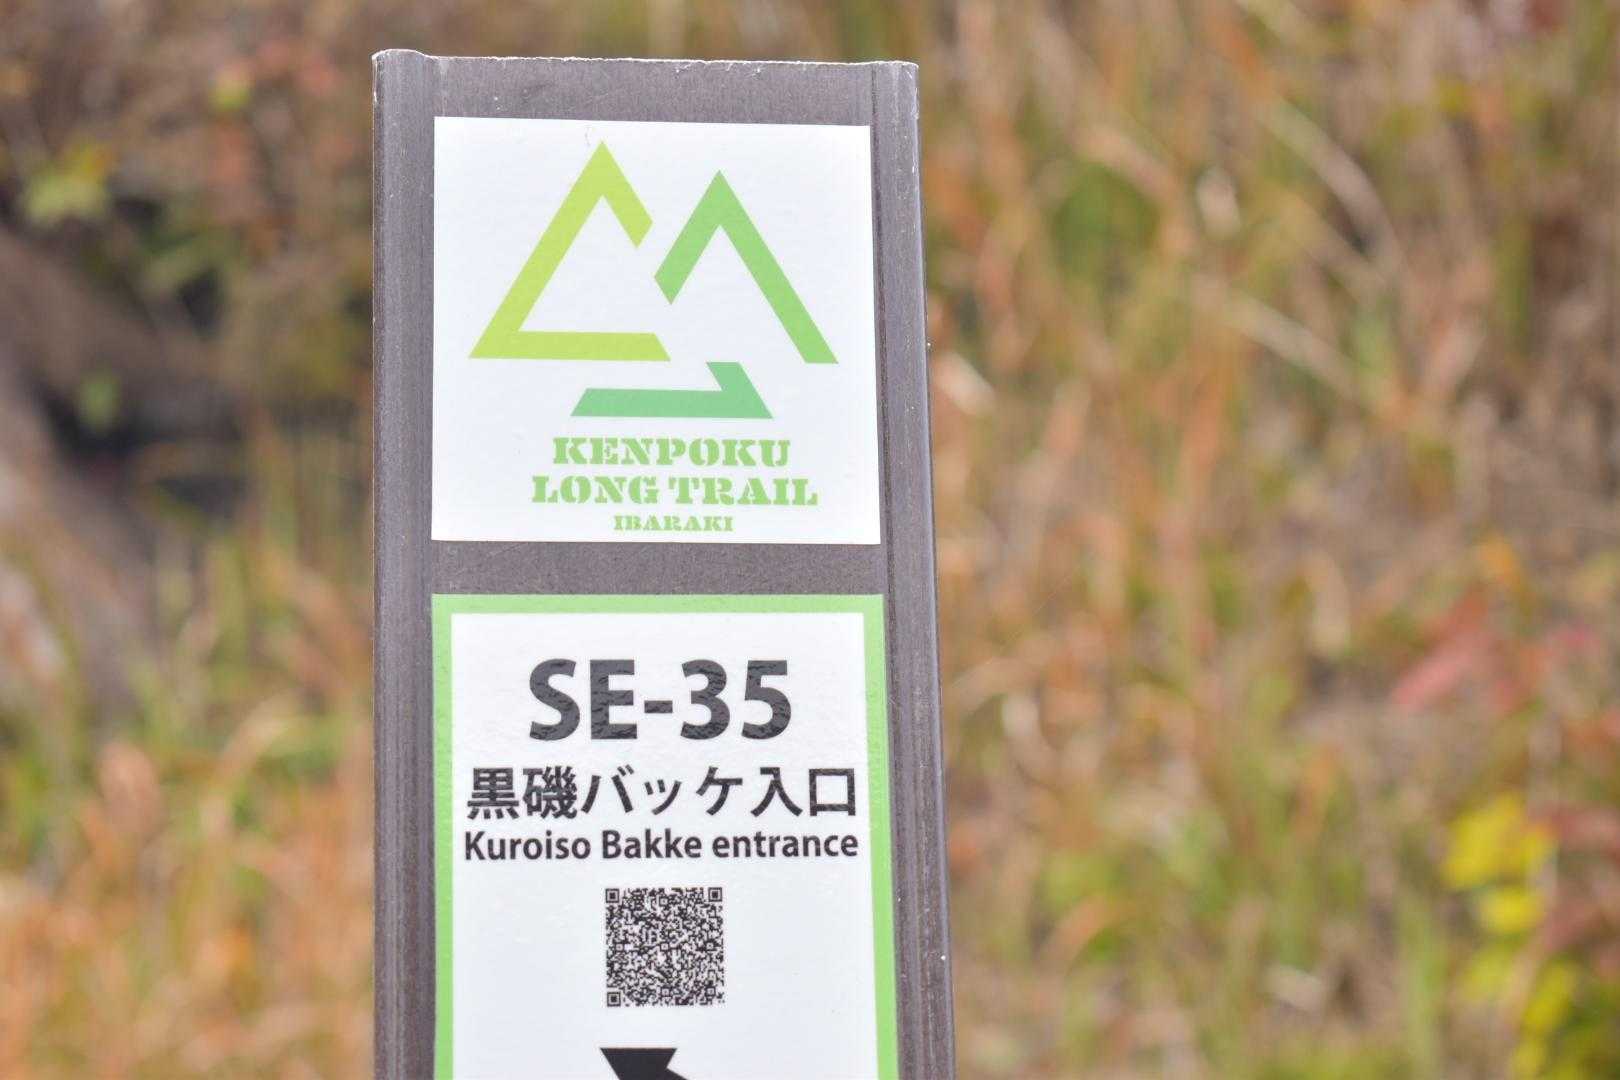 KENPOKU
LONG TRAIL
IBARAKI
SE-35
黒磯バッケ入口
Kuroiso Bakke entrance